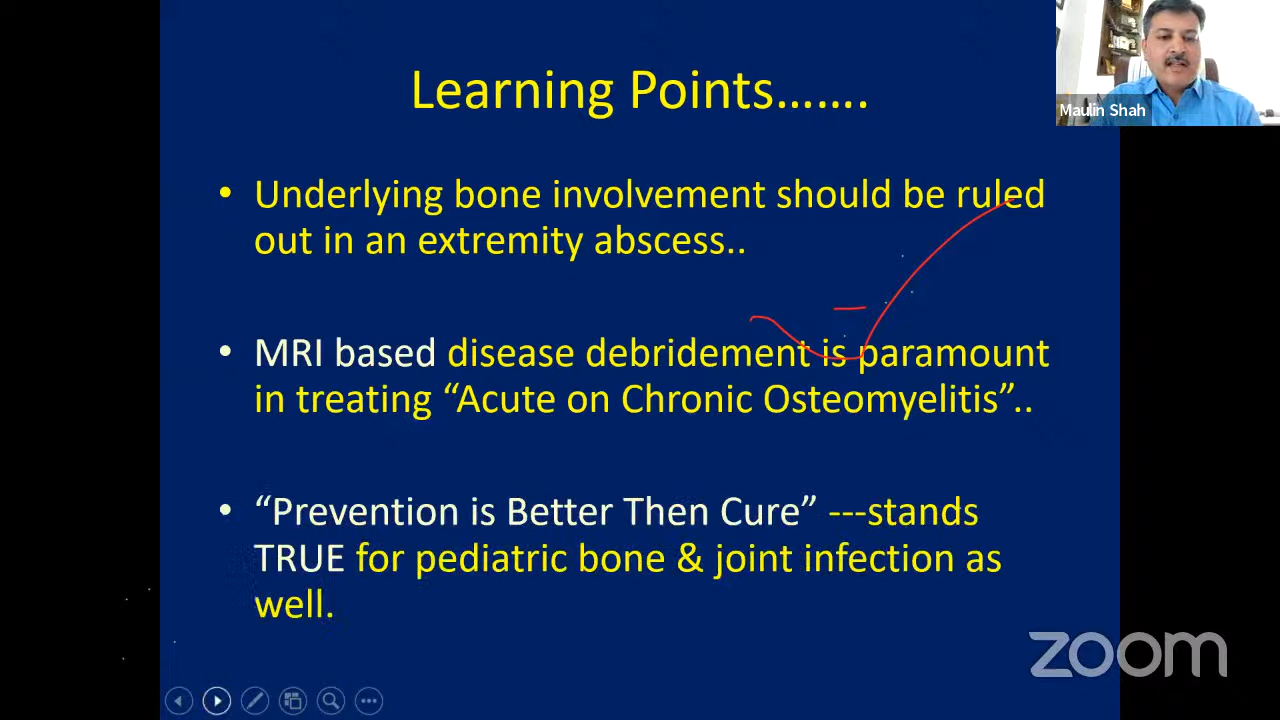 Learning Points…….
Maulin Shah
• Underlying bone involvement should be ruled
out in an extremity abscess..
• MRI based disease debridement is paramount
in treating “Acute on Chronic Osteomyelitis”..
• “Prevention is Better Then Cure” ---stands
TRUE for pediatric bone & joint infection as
well.
zoom